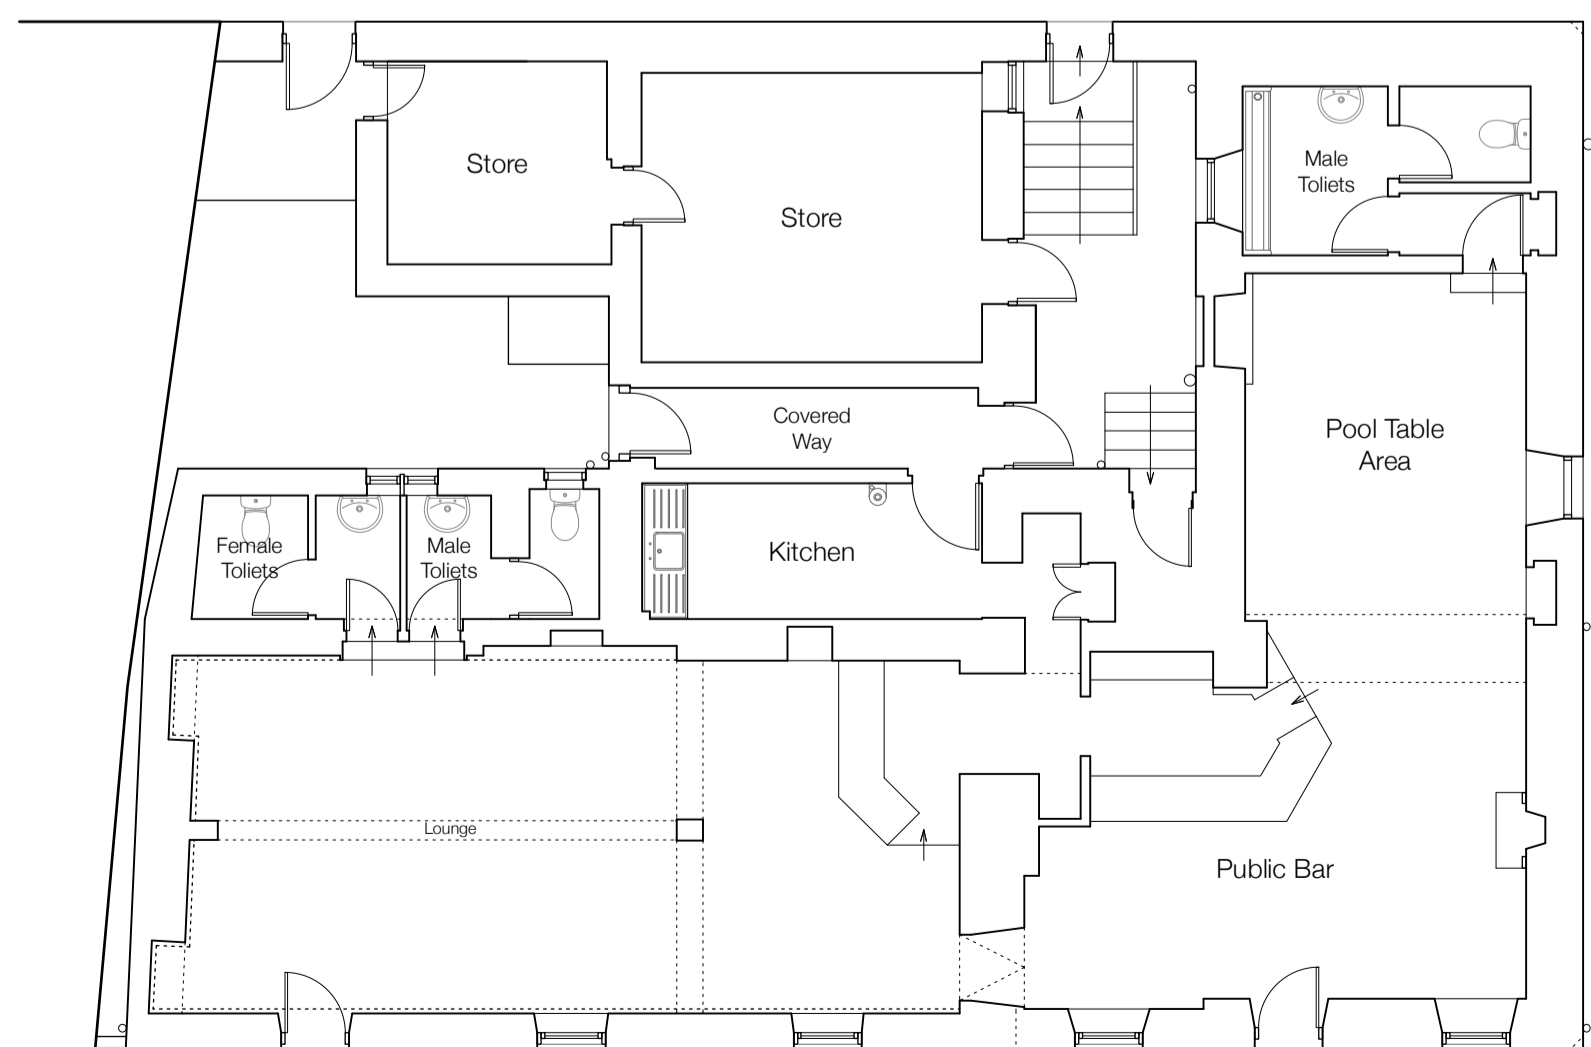 Store
Store
Male
Toliets
Covered
Way
Pool Table
Area
Female
Toliets
Male
Toliets
Kitchen
Lounge
Public Bar